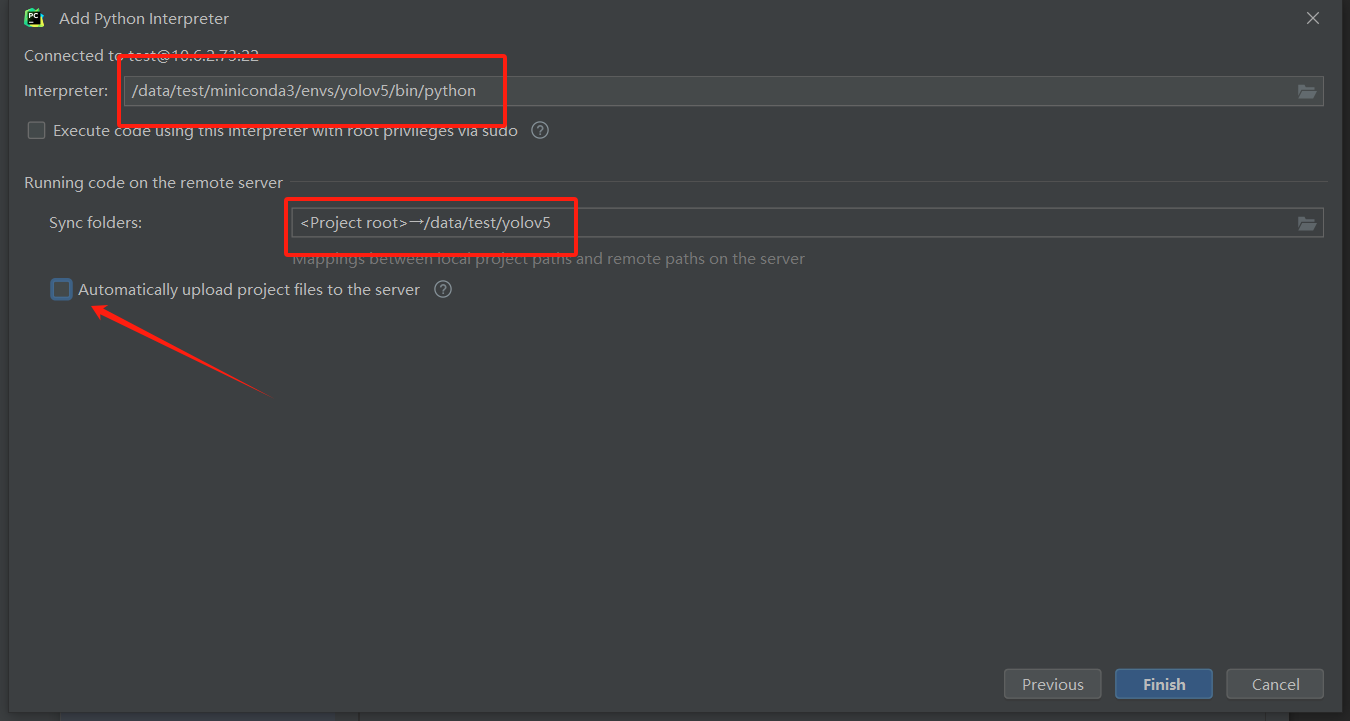 PC
Add Python Interpreter
Connected to test@10.6.2.73:22
Interpreter: /data/test/miniconda3/envs/yolov5/bin/python
Execute code using this interpreter with root privileges via sudo ?
Running code on the remote server
Sync folders: <Project root>→/data/test/yolov5
Mappings between local project paths and remote paths on the server
Automatically upload project files to the server ?
Previous Finish Cancel